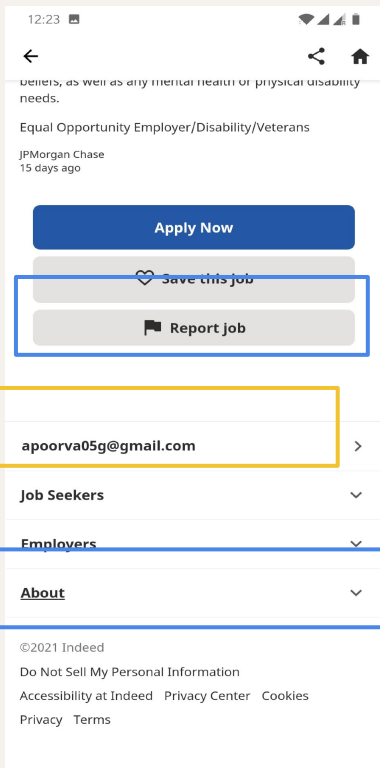 12:23
beliefs, as well as any mental health or physical disability
needs.
Equal Opportunity Employer/Disability/Veterans
JPMorgan Chase
15 days ago
Apply Now
Save this job
Report job
apoorva05g@gmail.com
Job Seekers
Employers
About
©2021 Indeed
Do Not Sell My Personal Information
Accessibility at Indeed Privacy Center Cookies
Privacy Terms